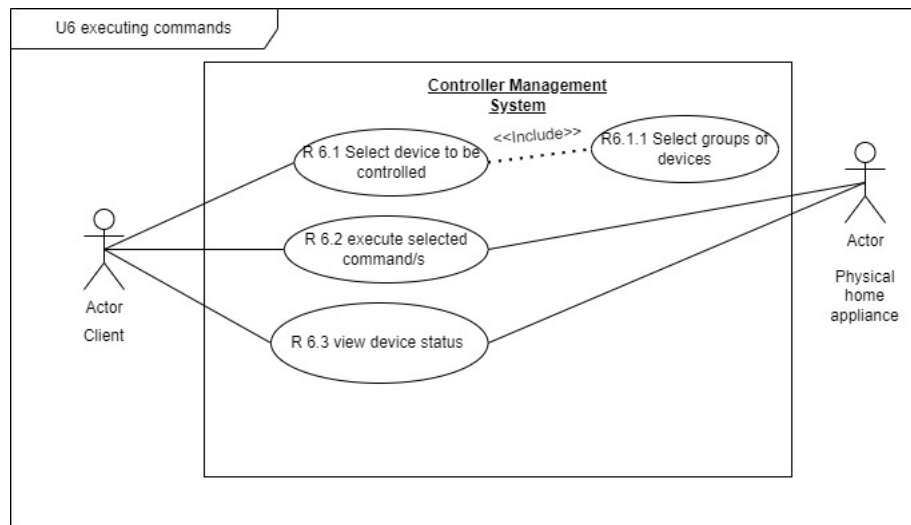 U6 executing commands
Controller Management
System
<<Include>>
R 6.1 Select device to be
controlled
R6.1.1 Select groups of
devices
R 6.2 execute selected
command/s
R 6.3 view device status
Actor
Client
Actor
Physical
home
appliance